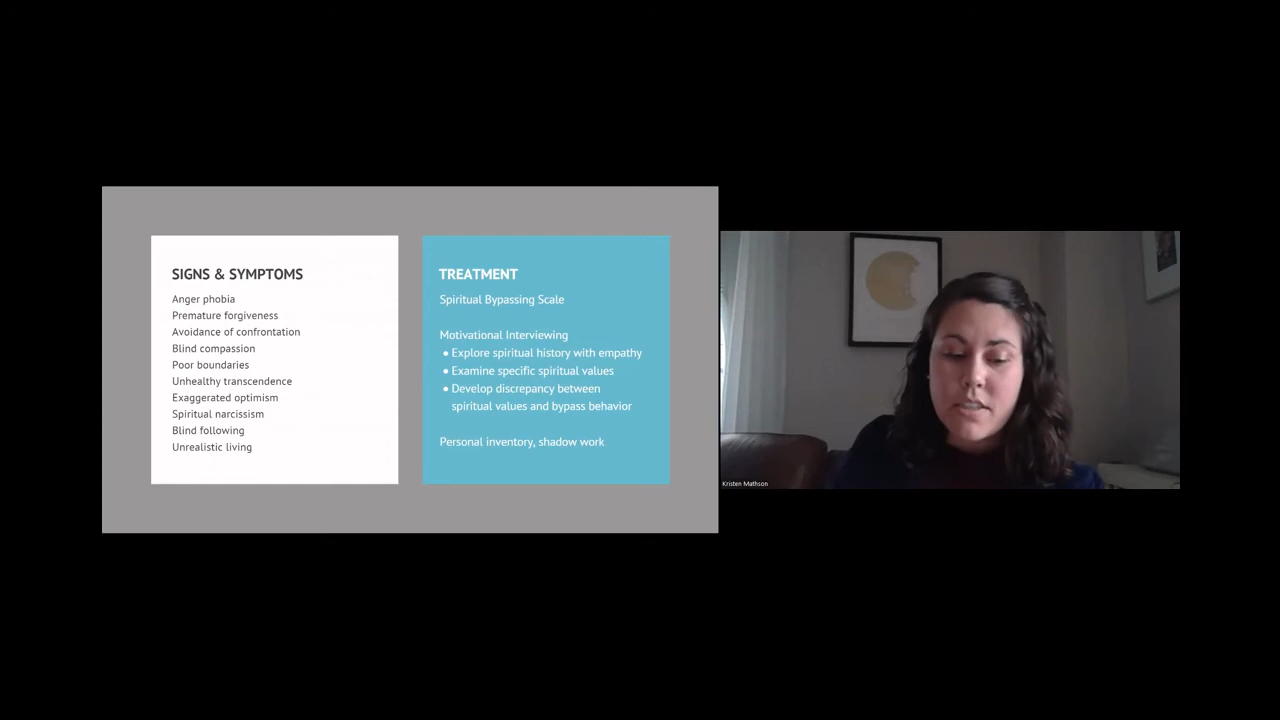 SIGNS & SYMPTOMS
Anger phobia
Premature forgiveness
Avoidance of confrontation
Blind compassion
Poor boundaries
Unhealthy transcendence
Exaggerated optimism
Spiritual narcissism
Blind following
Unrealistic living
TREATMENT
Spiritual Bypassing Scale
Motivational Interviewing
• Explore spiritual history with empathy
• Examine specific spiritual values
• Develop discrepancy between
spiritual values and bypass behavior
Personal inventory, shadow work
Kristen Mathson